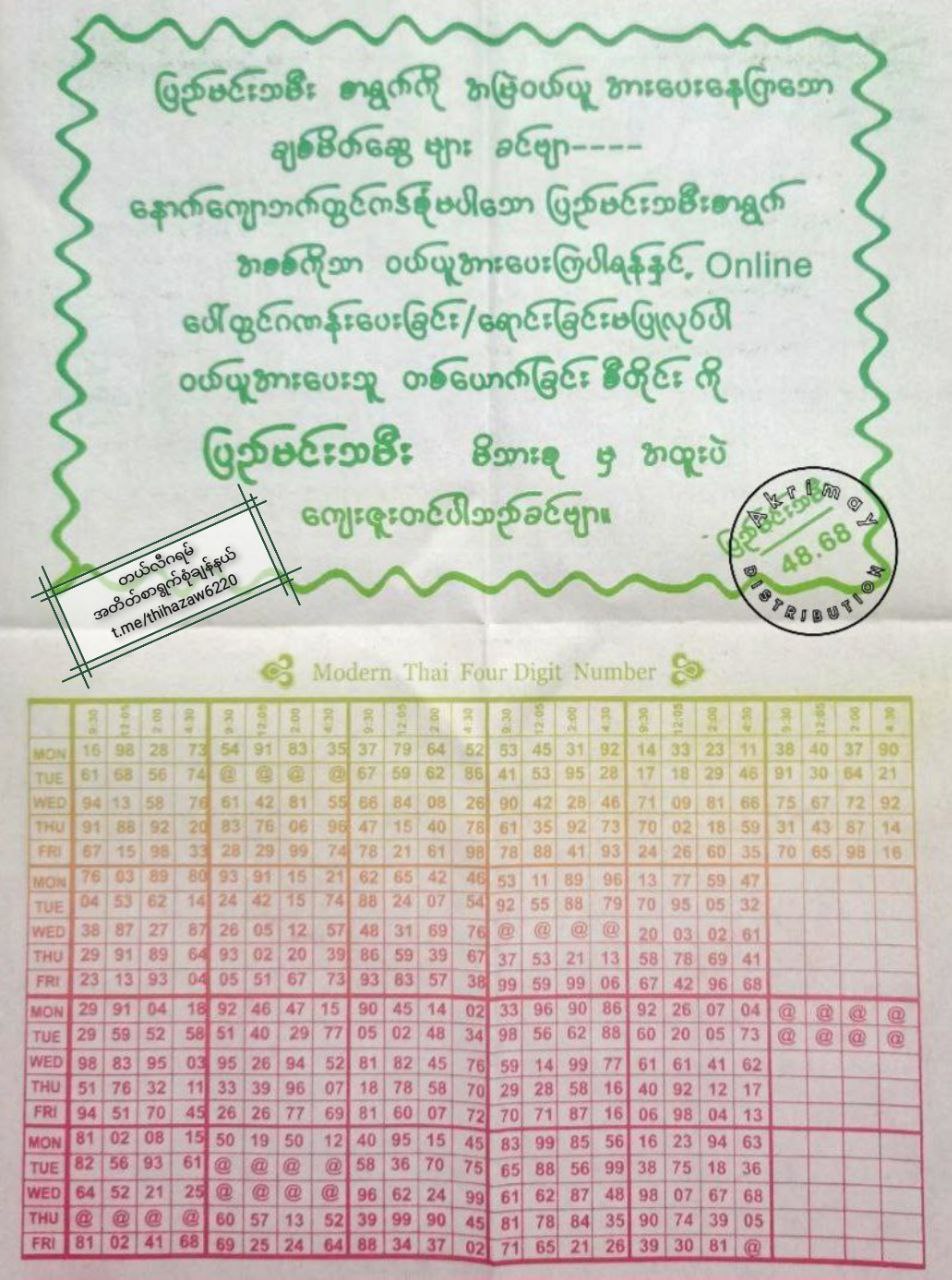 ပြည်မင်းသမီး စာရွက်ကို အမြဲဝယ်ယူ အားပေးနေကြသော
ချစ်မိတ်ဆွေ များ ခင်ဗျာ----
နောက်ကျောဘက်တွင်ကဒ်စုံမပါသော ပြည်မင်းသမီးစာရွက်
အစစ်ကိုသာ ဝယ်ယူအားပေးကြပါရန်နှင့်, Online
ပေါ်တွင်ဂဏန်းပေးခြင်း/ရောင်းခြင်းမပြုလုပ်ပါ
ဝယ်ယူအားပေးသူ တစ်ယောက်ခြင်း စီတိုင်း ကို
ပြည်မင်းသမီး မိသားစု မှ အထူးပဲ
ကျေးဇူးတင်ပါသည်ခင်ဗျာ။
Akrimay
ပြည်မင်းသမီး
48.68
DISTRIBUTION
တယ်လီဂရမ်
အတိတ်စာရွက်စုံချန်နယ်
t.me/thihazaw6220
Modern Thai Four Digit Number
9:30 12:05 2:00 4:30 9:30 12:05 2:00 4:30 9:30 12:05 2:00 4:30 9:30 12:05 2:00 4:30 9:30 12:05 2:00 4:30 9:30 12:05 2:00 4:30
MON 16 98 28 73 54 91 83 35 37 79 64 52 53 45 31 92 14 33 23 11 38 40 37 90
TUE 61 68 56 74 @ @ @ @ 67 59 62 86 41 53 95 28 17 18 29 46 91 30 64 21
WED 94 13 58 76 61 42 81 55 66 84 08 26 90 42 28 46 71 09 81 66 75 67 72 92
THU 91 88 92 20 83 76 06 96 47 15 40 78 61 35 92 73 70 02 18 59 31 43 87 14
FRI 67 15 98 33 28 29 99 74 78 21 61 98 78 88 41 93 24 26 60 35 70 65 98 16
MON 76 03 89 80 93 91 15 21 62 65 42 46 53 11 89 96 13 77 59 47
TUE 04 53 62 14 24 42 15 74 88 24 07 54 92 55 88 79 70 95 05 32
WED 38 87 27 87 26 05 12 57 48 31 69 76 @ @ @ @ 20 03 02 61
THU 29 91 89 64 93 02 20 39 86 59 39 67 37 53 21 13 58 78 69 41
FRI 23 13 93 04 05 51 67 73 93 83 57 38 99 59 99 06 67 42 96 68
MON 29 91 04 18 92 46 47 15 90 45 14 02 33 96 90 86 92 26 07 04 @ @ @ @
TUE 29 59 52 58 51 40 29 77 05 02 48 34 98 56 62 88 60 20 05 73 @ @ @ @
WED 98 83 95 03 95 26 94 52 81 82 45 76 59 14 99 77 61 61 41 62
THU 51 76 32 11 33 39 96 07 18 78 58 70 29 28 58 16 40 92 12 17
FRI 94 51 70 45 26 26 77 69 81 60 07 72 70 71 87 16 06 98 04 13
MON 81 02 08 15 50 19 50 12 40 95 15 45 83 99 85 56 16 23 94 63
TUE 82 56 93 61 @ @ @ @ 58 36 70 75 65 88 56 99 38 75 18 36
WED 64 52 21 25 @ @ @ @ 96 62 24 99 61 62 87 48 98 07 67 68
THU @ @ @ @ 60 57 13 52 39 99 90 45 81 78 84 35 90 74 39 05
FRI 81 02 41 68 69 25 24 64 88 34 37 02 71 65 21 26 39 30 81 @